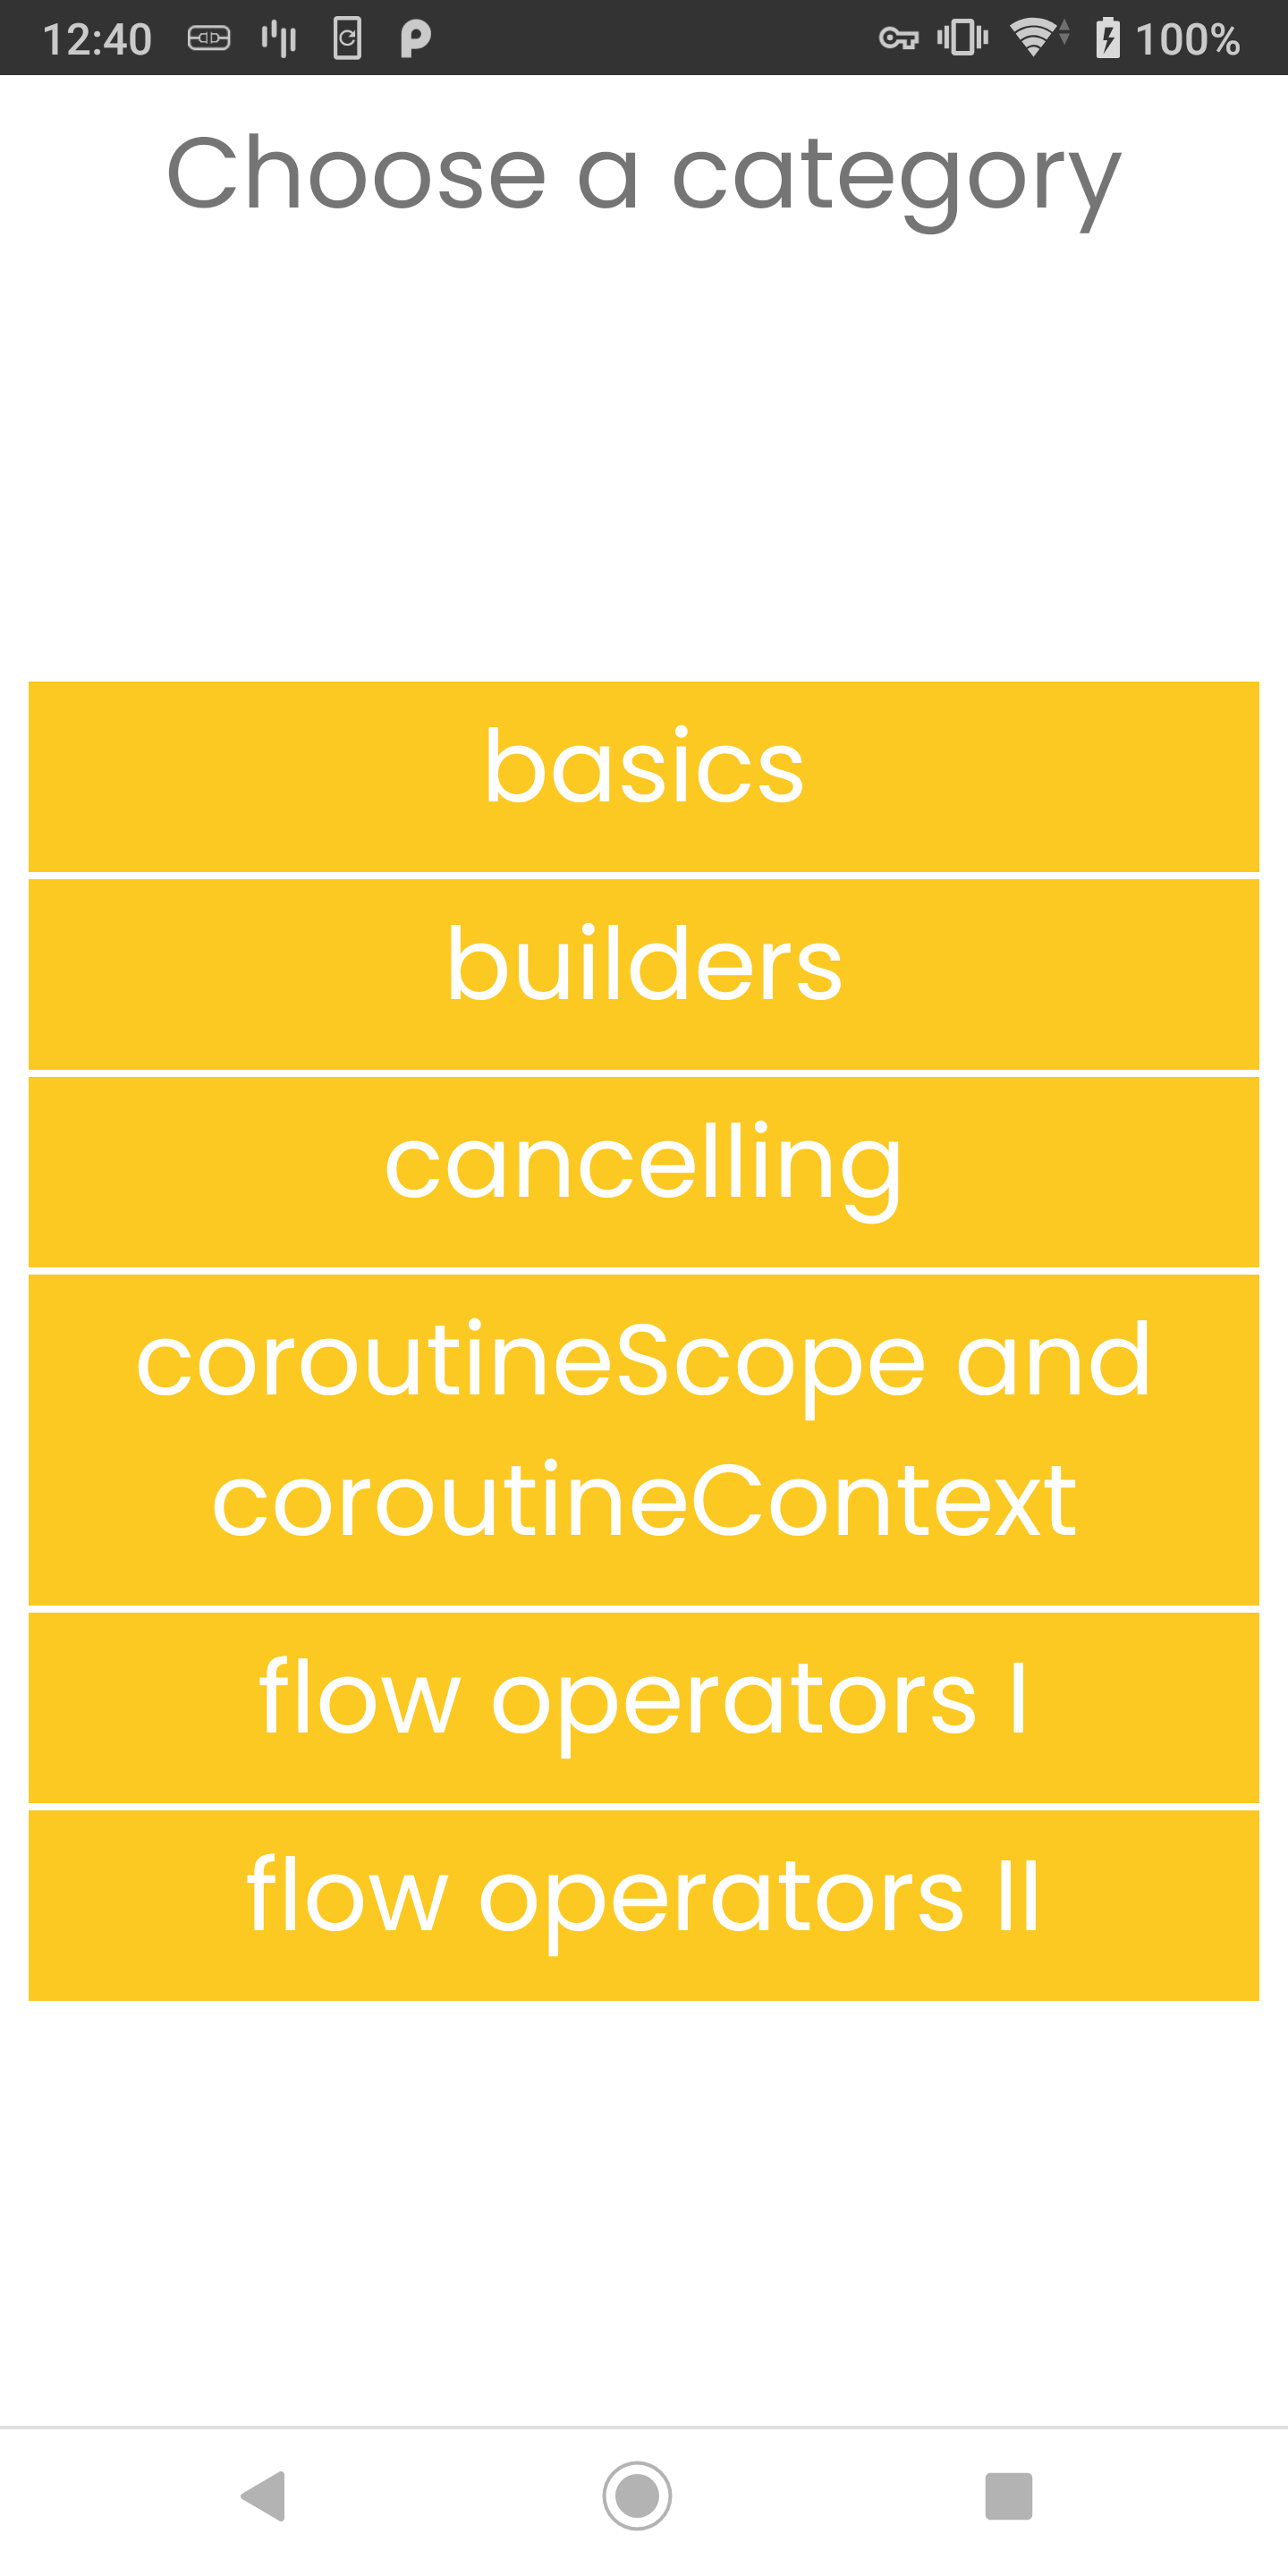 12:40
100%
Choose a category
basics
builders
cancelling
coroutineScope and
coroutineContext
flow operators I
flow operators II